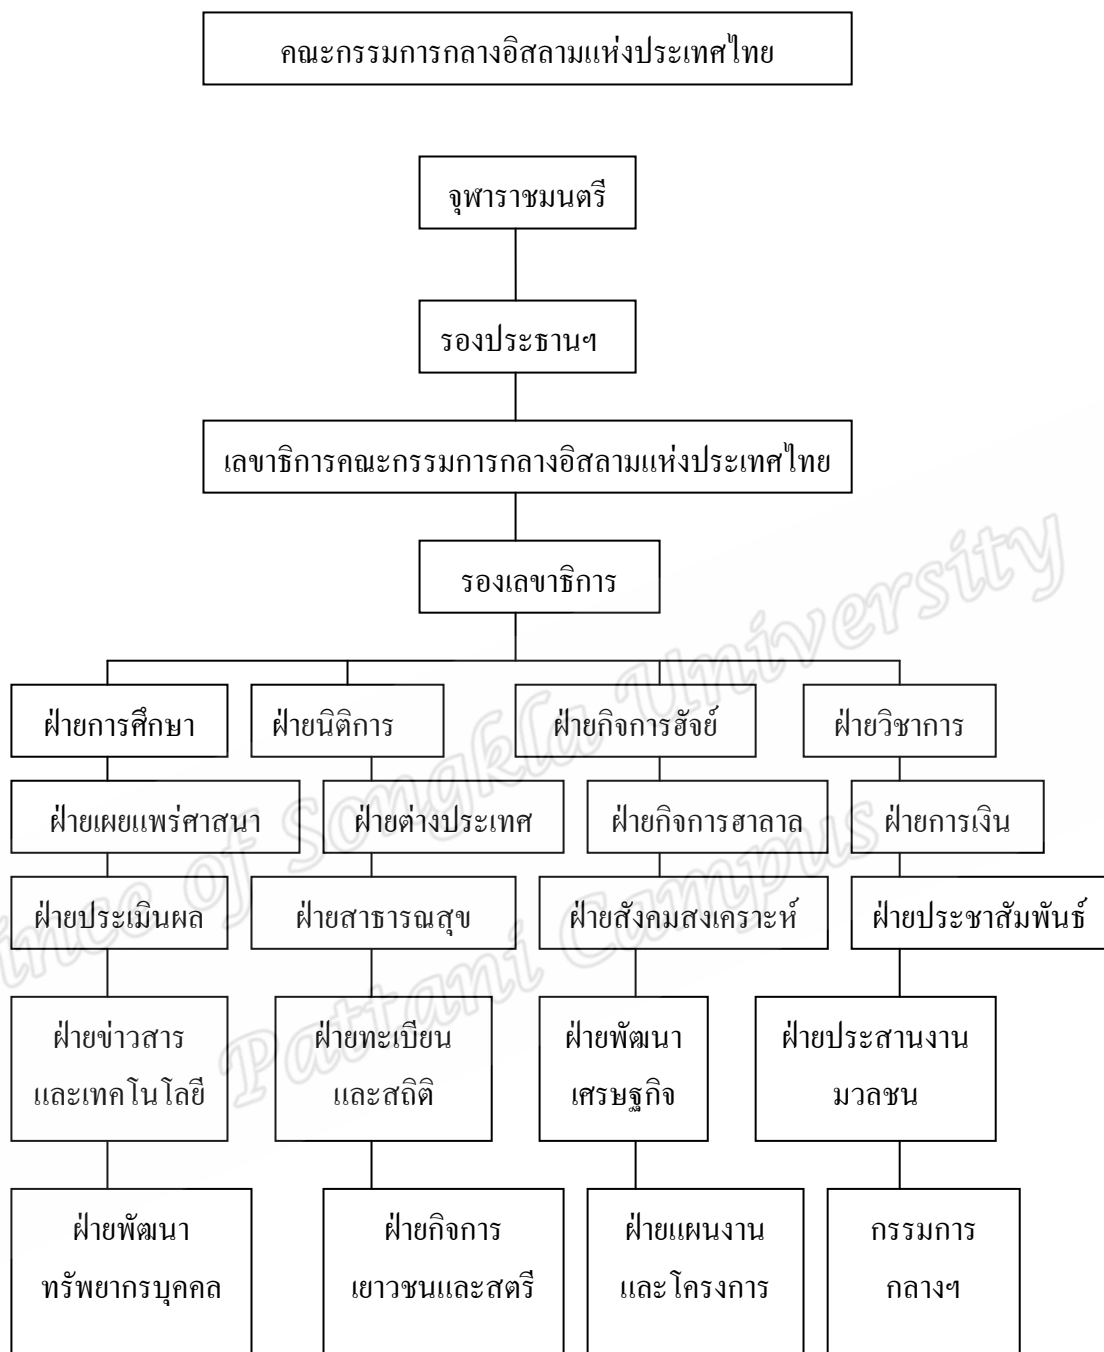 คณะกรรมการกลางอิสลามแห่งประเทศไทย
จุฬาราชมนตรี
รองประธานฯ
เลขาธิการคณะกรรมการกลางอิสลามแห่งประเทศไทย
รองเลขาธิการ
ฝ่ายการศึกษา
ฝ่ายนิติการ
ฝ่ายกิจการฮัจย์
ฝ่ายวิชาการ
ฝ่ายเผยแพร่ศาสนา
ฝ่ายต่างประเทศ
ฝ่ายกิจการฮาลาล
ฝ่ายการเงิน
ฝ่ายประเมินผล
ฝ่ายสาธารณสุข
ฝ่ายสังคมสงเคราะห์
ฝ่ายประชาสัมพันธ์
ฝ่ายข่าวสาร
และเทคโนโลยี
ฝ่ายทะเบียน
และสถิติ
ฝ่ายพัฒนา
เศรษฐกิจ
ฝ่ายประสานงาน
มวลชน
ฝ่ายพัฒนา
ทรัพยากรบุคคล
ฝ่ายกิจการ
เยาวชนและสตรี
ฝ่ายแผนงาน
และโครงการ
กรรมการ
กลางฯ
of Songkla University
Pattani Campus